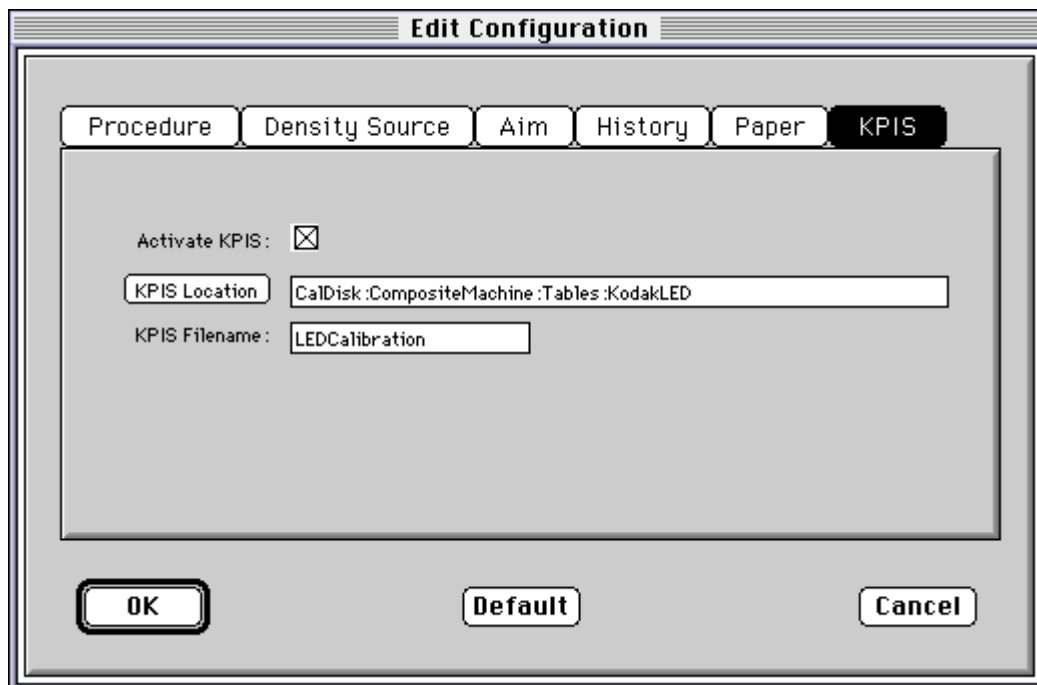 Edit Configuration
Procedure Density Source Aim History Paper KPIS
Activate KPIS:
KPIS Location CalDisk:CompositeMachine:Tables:KodakLED
KPIS Filename: LEDCalibration
OK Default Cancel